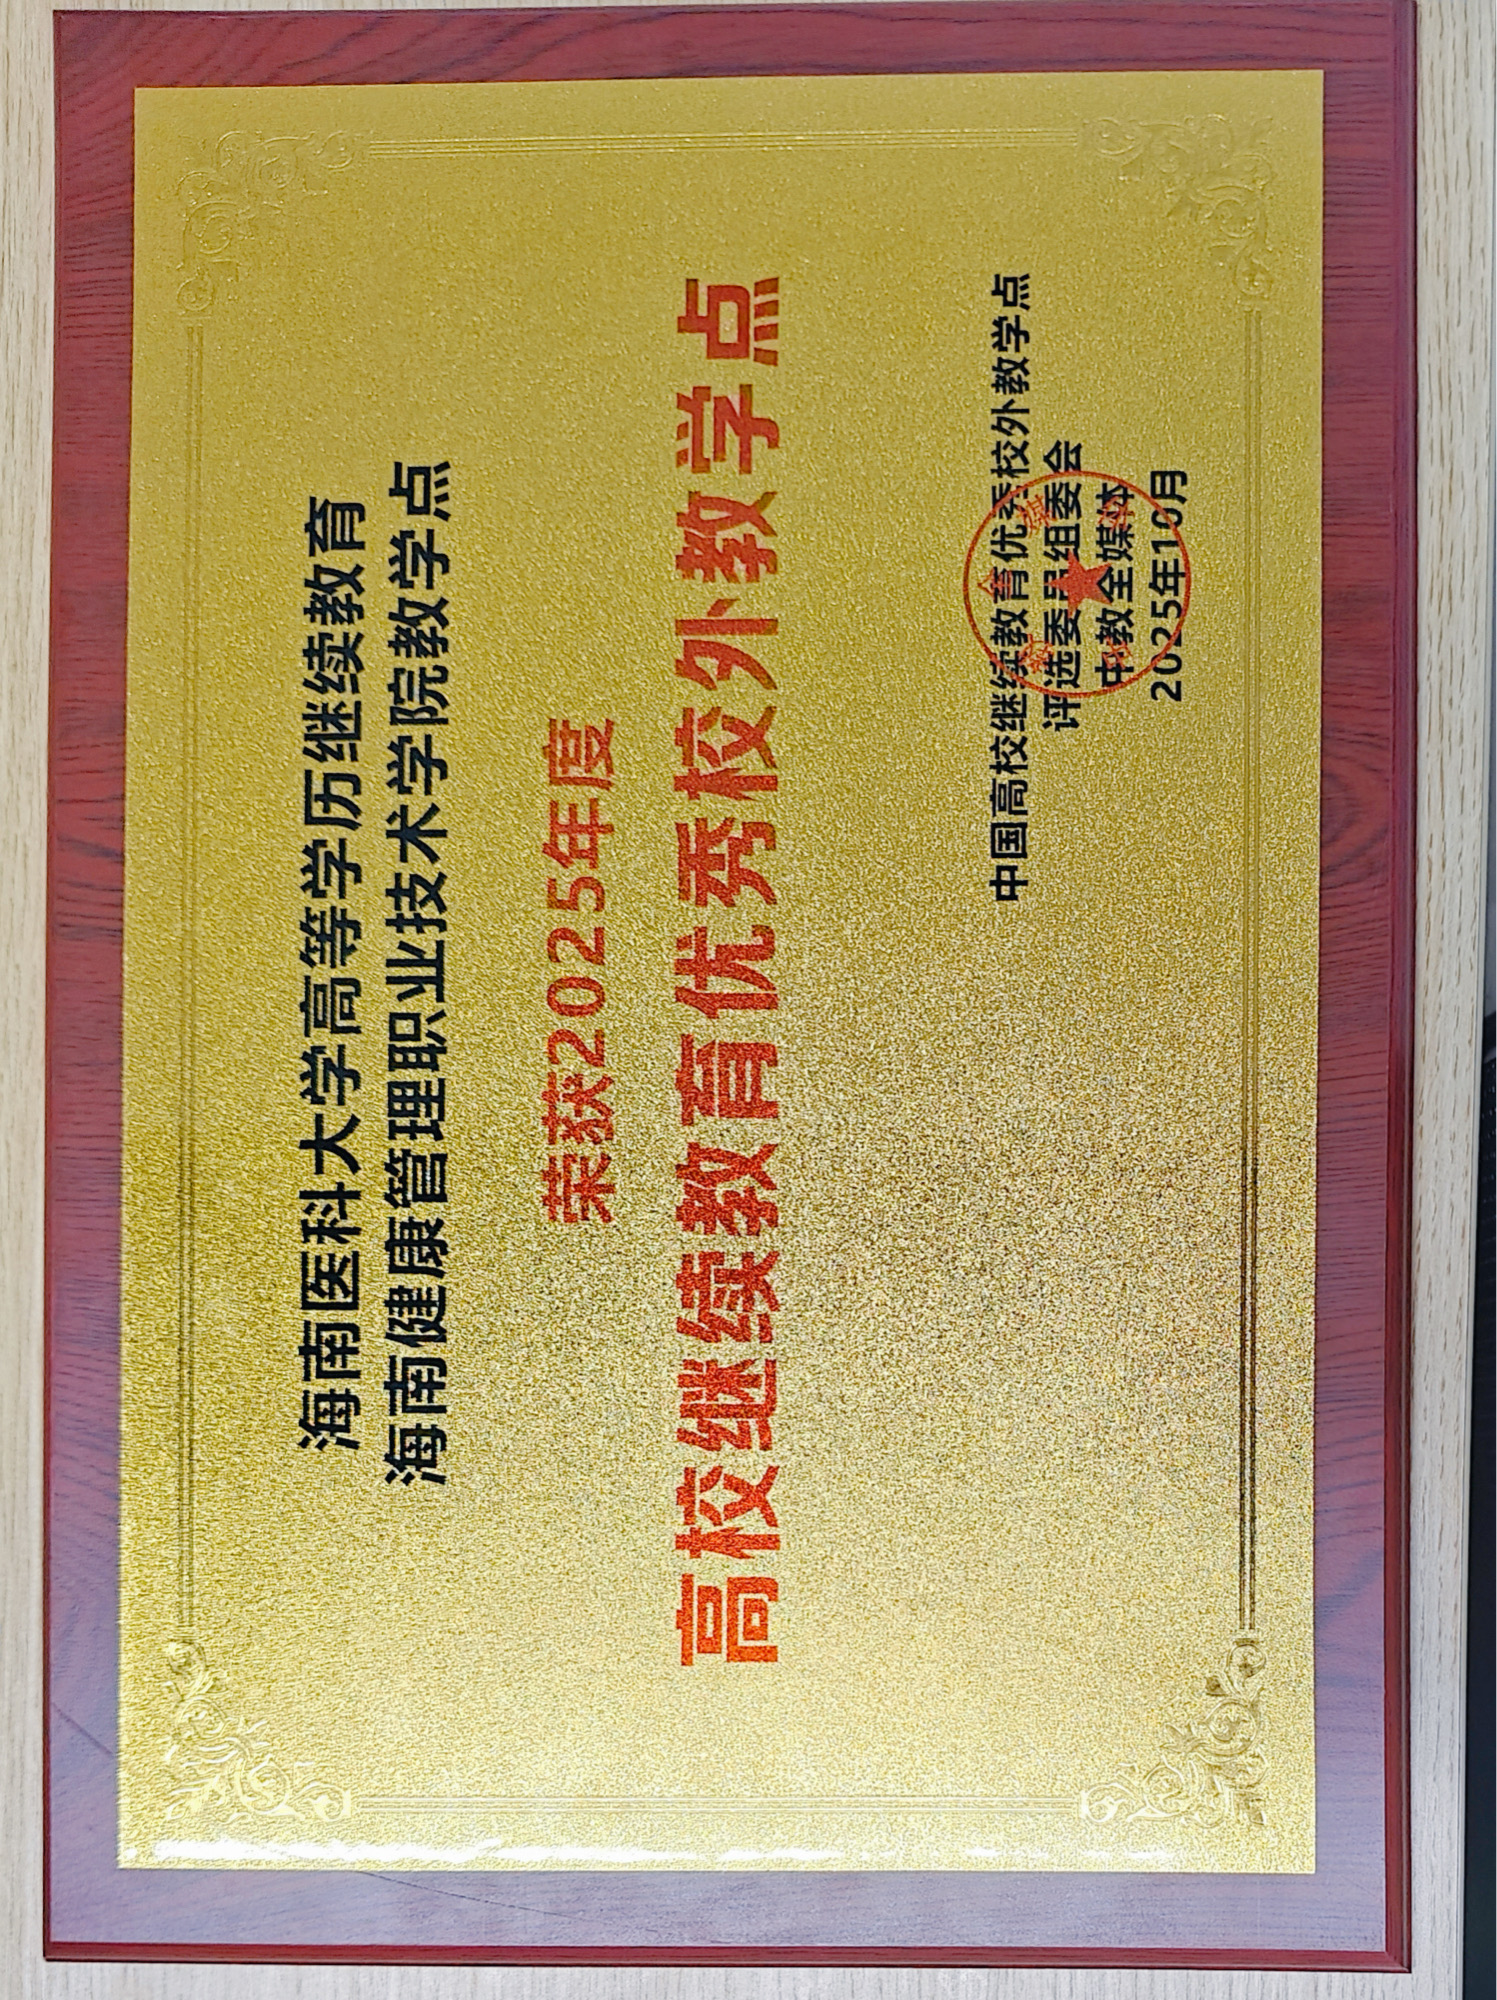 海南医科大学高等学历继续教育
海南健康管理职业技术学院教学点
荣获2025年度
高校继续教育优秀校外教学点
中国高校继续教育优秀校外教学点
评选委员组委会
中教全媒体
2025年10月